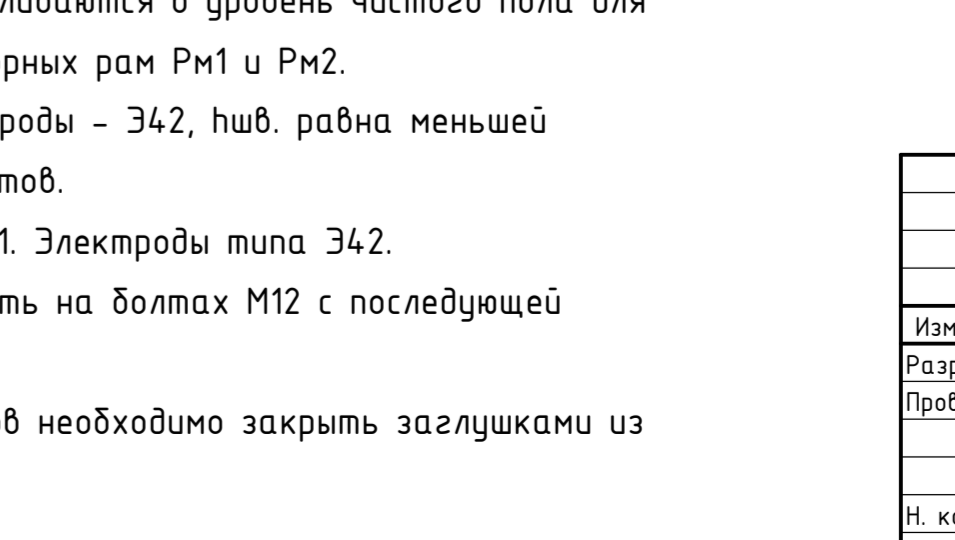 уровень чистого пола для
рных рам Рм1 и Рм2.
роды - Э42, hшв. равна меньшей
тов.
1. Электроды типа Э42.
ть на болтах М12 с последующей
в необходимо закрыть заглушками из
Изм
Разр
Пров
Н. ко